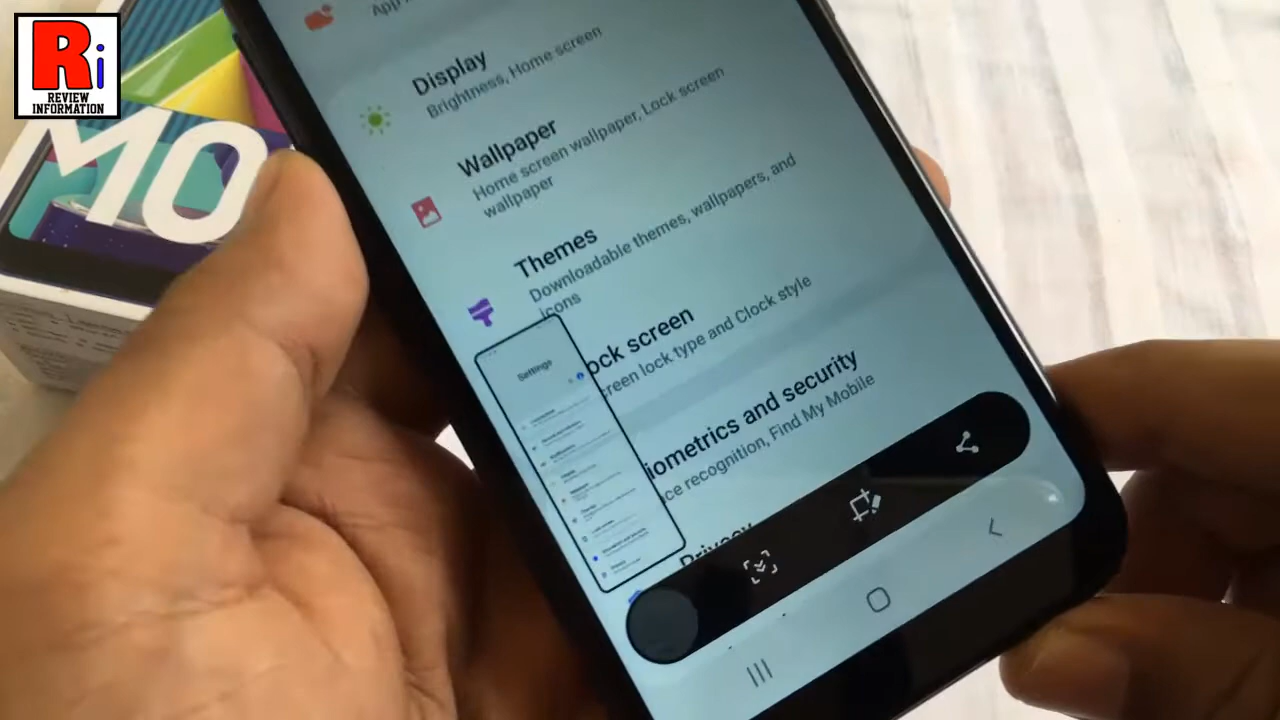 Ri
REVIEW
INFORMATION
M0
App
Display
Brightness, Home screen
Wallpaper
Home screen wallpaper, Lock screen
wallpaper
Themes
Downloadable themes, wallpapers, and
icons
ock screen
creen lock type and Clock style
iometrics and security
ce recognition, Find My Mobile
Privacy
Settings